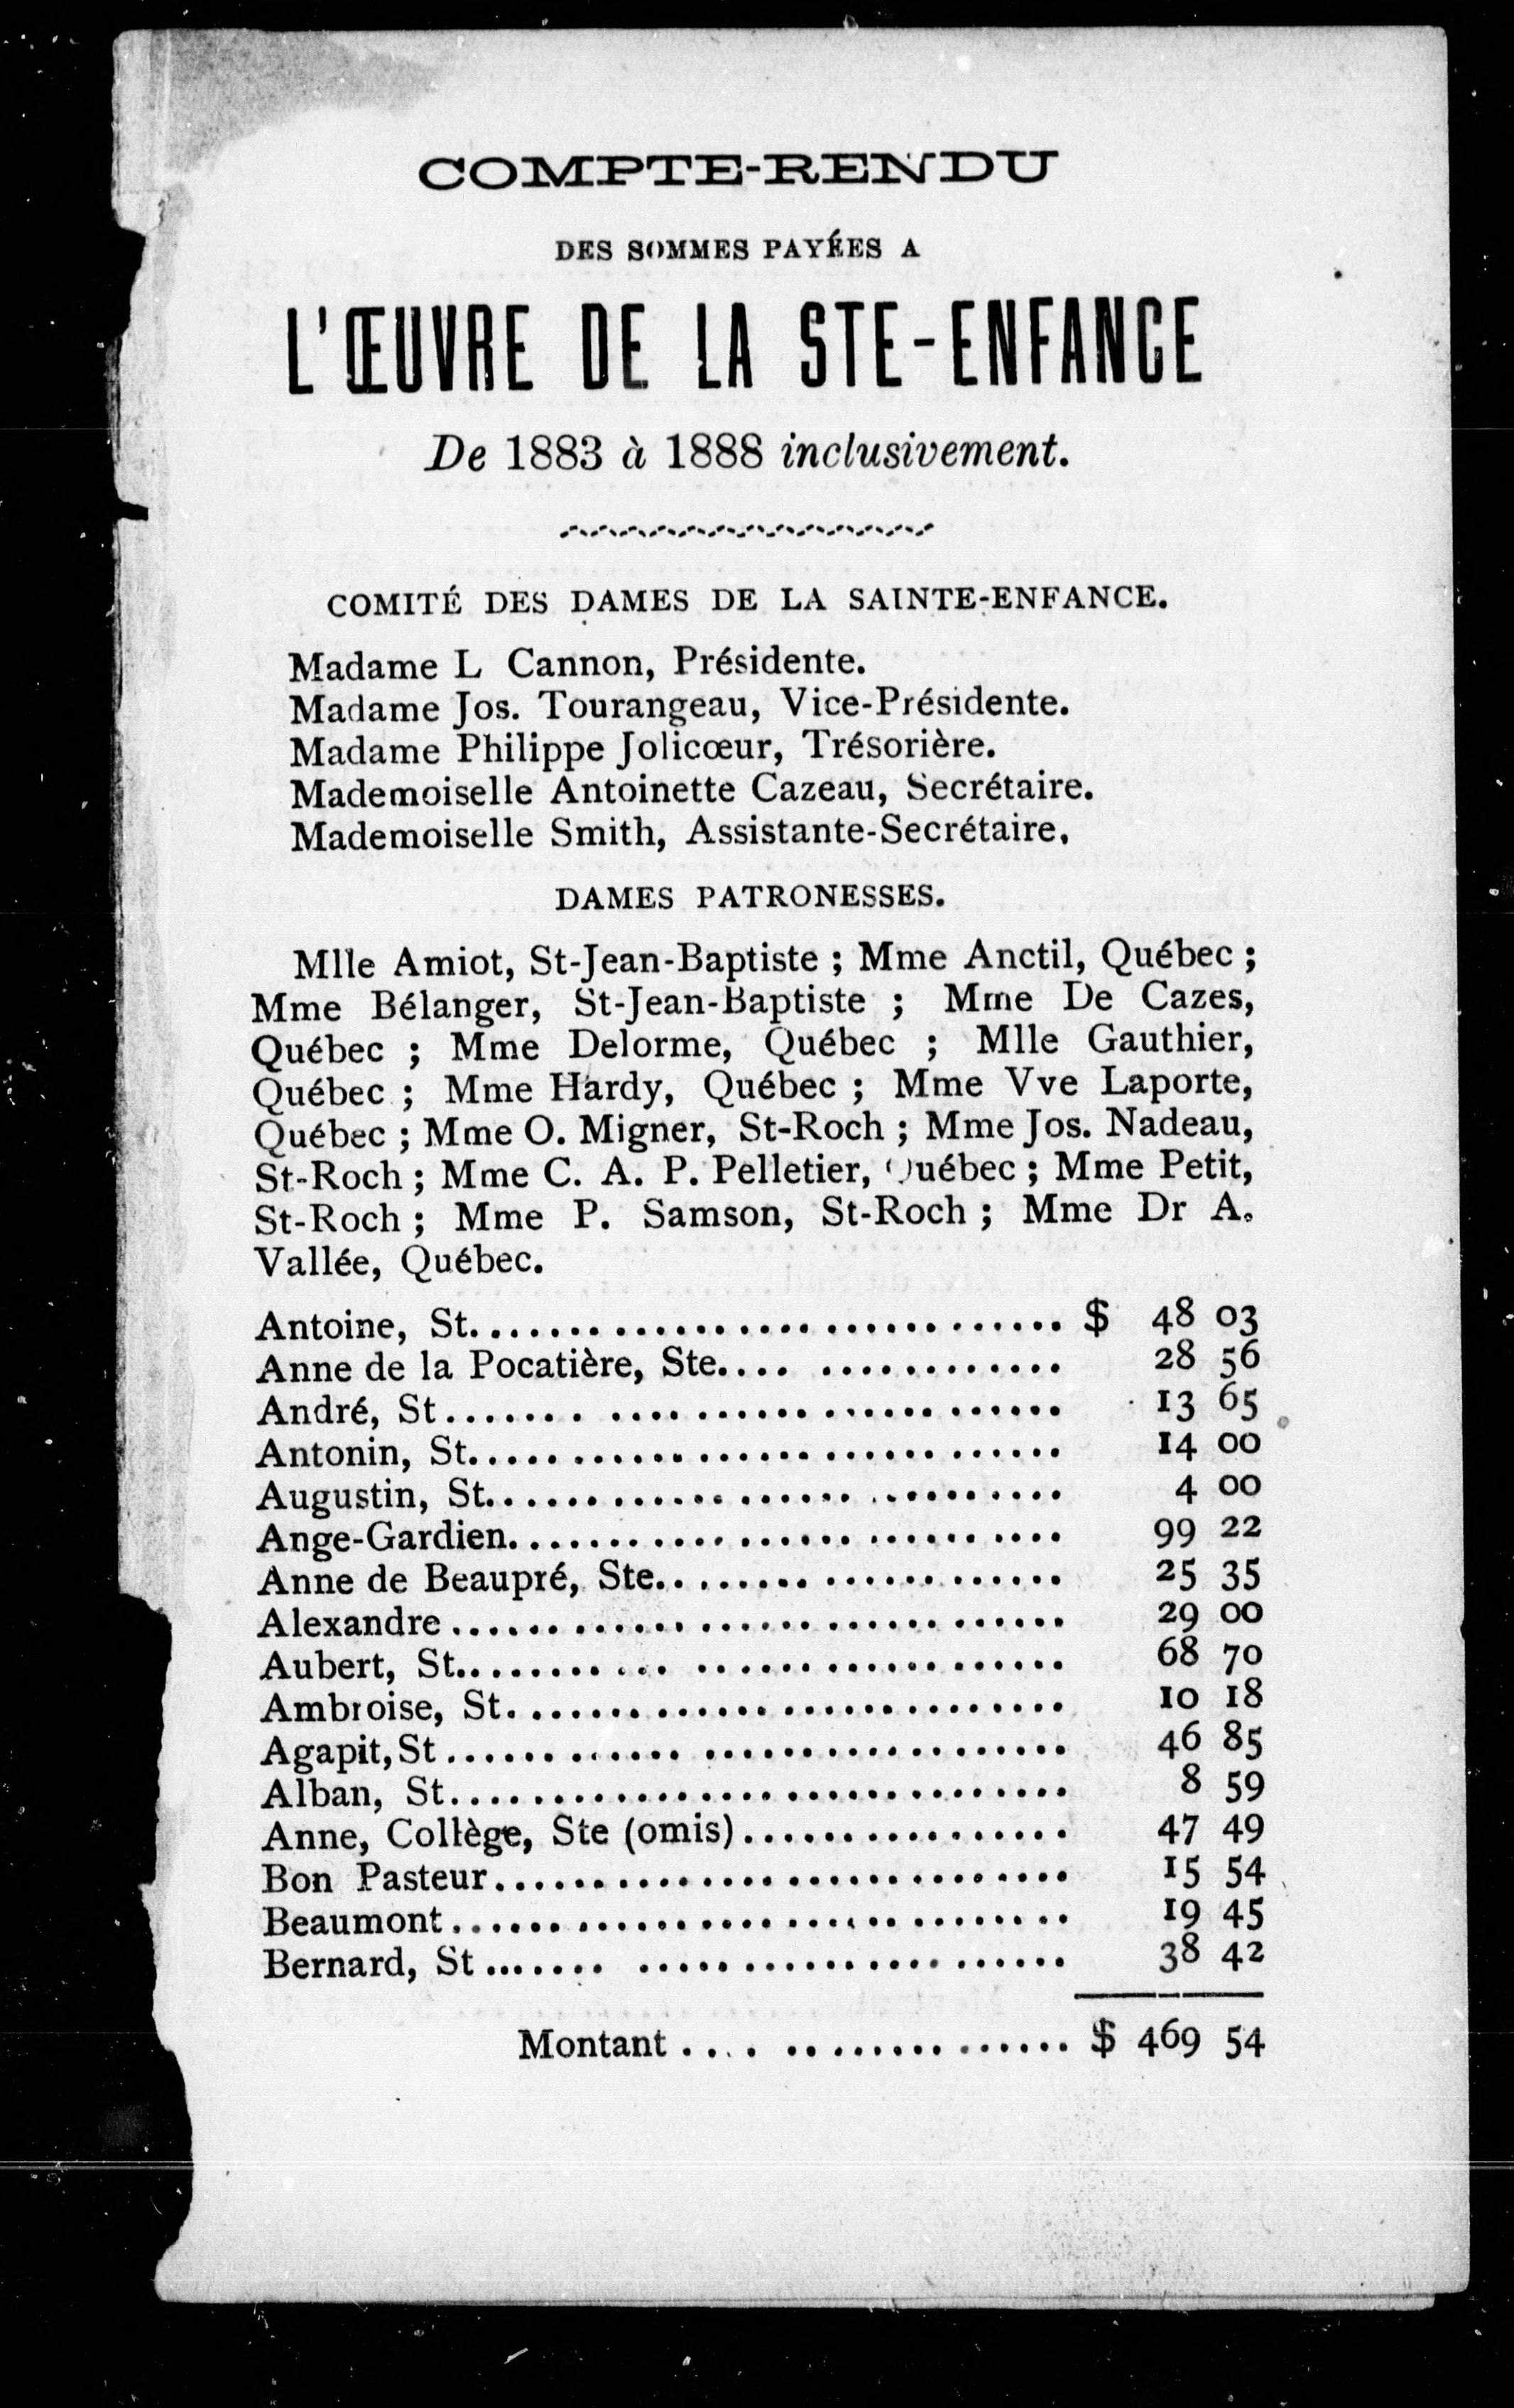 COMPTE-RENDU
DES SOMMES PAYÉES A
L'ŒUVRE DE LA STE-ENFANCE
De 1883 à 1888 inclusivement.
COMITÉ DES DAMES DE LA SAINTE-ENFANCE.
Madame L Cannon, Présidente.
Madame Jos. Tourangeau, Vice-Présidente.
Madame Philippe Jolicœur, Trésorière.
Mademoiselle Antoinette Cazeau, Secrétaire.
Mademoiselle Smith, Assistante-Secrétaire.
DAMES PATRONESSES.
Mlle Amiot, St-Jean-Baptiste ; Mme Anctil, Québec ;
Mme Bélanger, St-Jean-Baptiste ; Mme De Cazes,
Québec ; Mme Delorme, Québec ; Mlle Gauthier,
Québec ; Mme Hardy, Québec ; Mme Vve Laporte,
Québec ; Mme O. Migner, St-Roch ; Mme Jos. Nadeau,
St-Roch ; Mme C. A. P. Pelletier, Québec ; Mme Petit,
St-Roch ; Mme P. Samson, St-Roch ; Mme Dr A.
Vallée, Québec.
Antoine, St................................ $ 48 03
Anne de la Pocatière, Ste.... ............ 28 56
André, St....... ...................... 13 65
Antonin, St............................. 14 00
Augustin, St............................ 4 00
Ange-Gardien........................... 99 22
Anne de Beaupré, Ste.................... 25 35
Alexandre.............................. 29 00
Aubert, St............ .................. 68 70
Ambroise, St........................... 10 18
Agapit, St............ .................. 46 85
Alban, St.............................. 8 59
Anne, Collège, Ste (omis)................ 47 49
Bon Pasteur............................ 15 54
Beaumont.............................. 19 45
Bernard, St ....... ..................... 38 42
Montant .... .............. $ 469 54